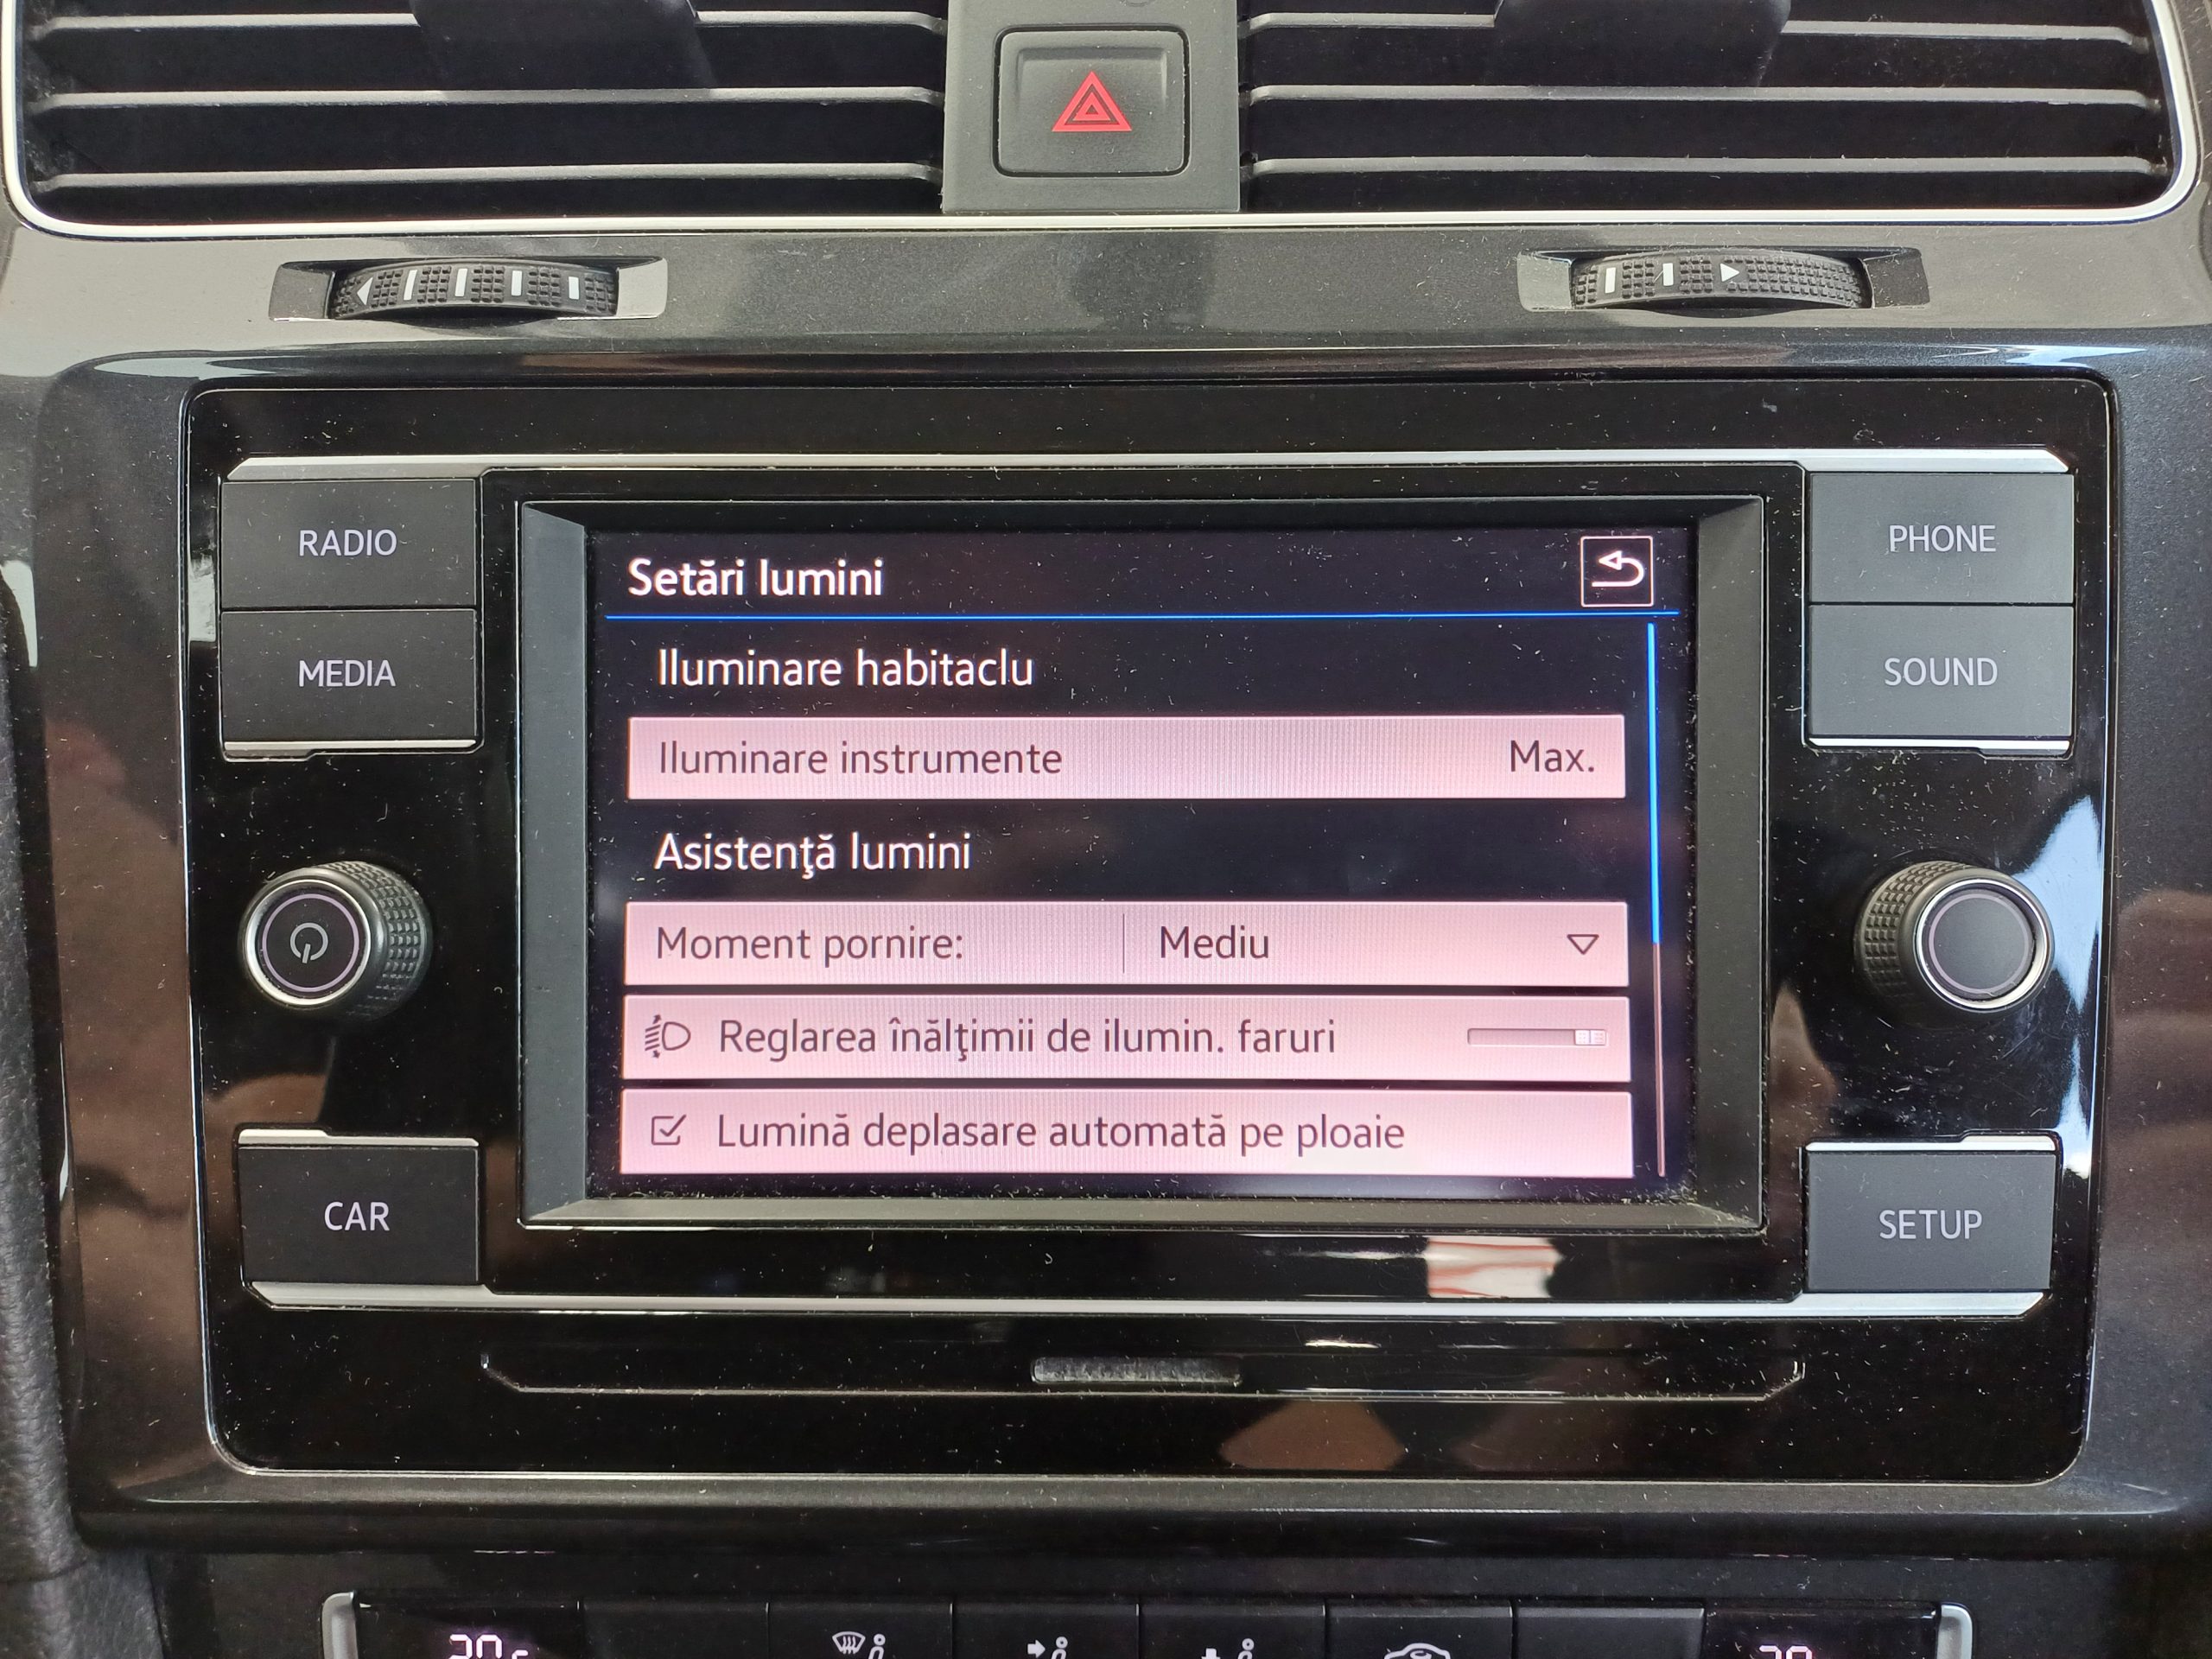 RADIO
MEDIA
CAR
PHONE
SOUND
SETUP
Setări lumini
Iluminare habitaclu
Iluminare instrumente Max.
Asistenţă lumini
Moment pornire: Mediu
Reglarea înălţimii de ilumin. faruri
Lumină deplasare automată pe ploaie